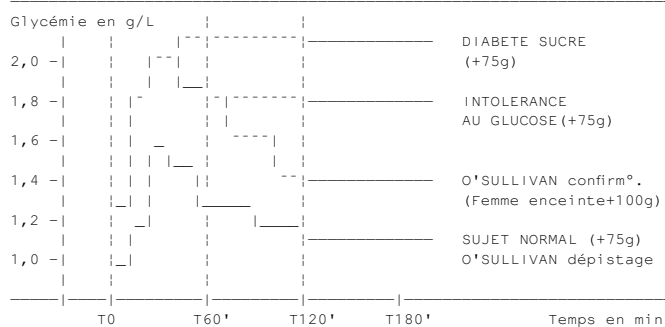 Glycémie en g/L
DIABETE SUCRE
2,0 (+75g)
1,8 INTOLERANCE
AU GLUCOSE(+75g)
1,6
1,4 O'SULLIVAN confirm°.
(Femme enceinte+100g)
1,2
SUJET NORMAL (+75g)
1,0 O'SULLIVAN dépistage
T0 T60' T120' T180' Temps en min